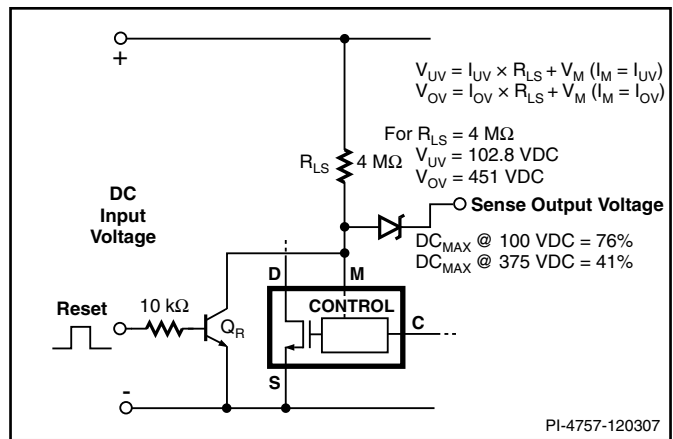 +
V_UV = I_UV × R_LS + V_M (I_M = I_UV)
V_OV = I_OV × R_LS + V_M (I_M = I_OV)
For R_LS = 4 MΩ
V_UV = 102.8 VDC
V_OV = 451 VDC
R_LS
4 MΩ
DC
Input
Voltage
Sense Output Voltage
DC_MAX @ 100 VDC = 76%
DC_MAX @ 375 VDC = 41%
D
M
CONTROL
C
Reset
10 kΩ
Q_R
S
-
PI-4757-120307